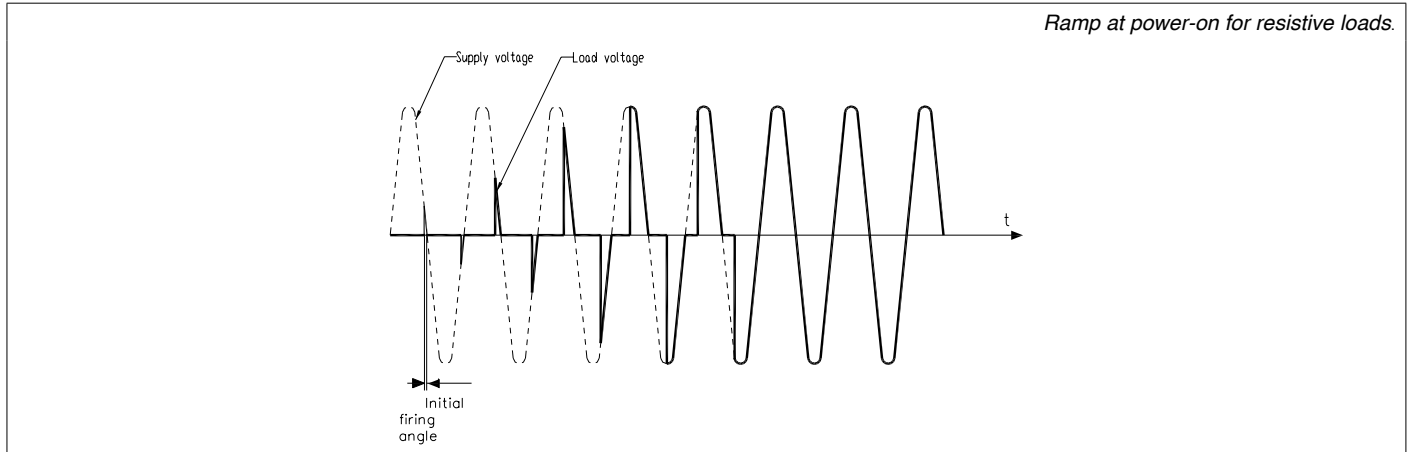 Ramp at power-on for resistive loads.
Supply voltage
Load voltage
t
Initial
firing
angle